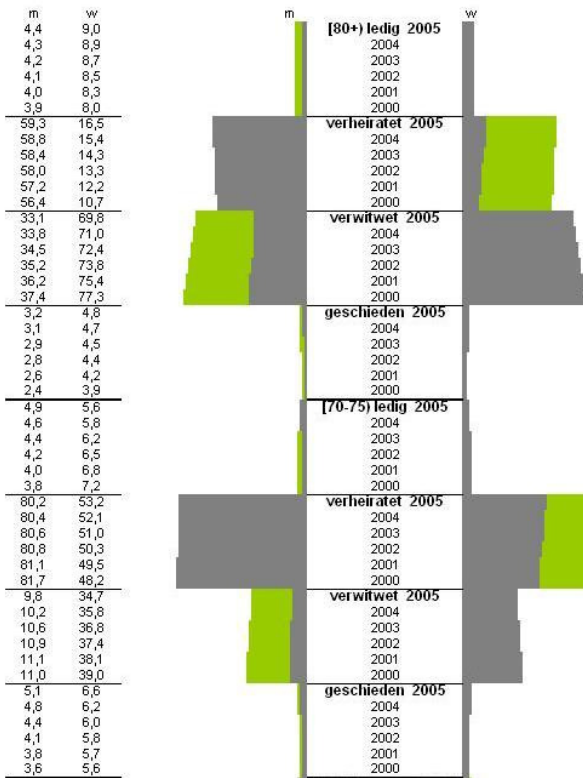 m w m w
4,4 9,0 [80+) ledig 2005
4,3 8,9 2004
4,2 8,7 2003
4,1 8,5 2002
4,0 8,3 2001
3,9 8,0 2000
59,3 16,5 verheiratet 2005
58,8 15,4 2004
58,4 14,3 2003
58,0 13,3 2002
57,2 12,2 2001
56,4 10,7 2000
33,1 69,8 verwitwet 2005
33,8 71,0 2004
34,5 72,4 2003
35,2 73,8 2002
36,2 75,4 2001
37,4 77,3 2000
3,2 4,8 geschieden 2005
3,1 4,7 2004
2,9 4,5 2003
2,8 4,4 2002
2,6 4,2 2001
2,4 3,9 2000
4,9 5,6 [70-75) ledig 2005
4,6 5,8 2004
4,4 6,2 2003
4,2 6,5 2002
4,0 6,8 2001
3,8 7,2 2000
80,2 53,2 verheiratet 2005
80,4 52,1 2004
80,6 51,0 2003
80,8 50,3 2002
81,1 49,5 2001
81,7 48,2 2000
9,8 34,7 verwitwet 2005
10,2 35,8 2004
10,6 36,8 2003
10,9 37,4 2002
11,1 38,1 2001
11,0 39,0 2000
5,1 6,6 geschieden 2005
4,8 6,2 2004
4,4 6,0 2003
4,1 5,8 2002
3,8 5,7 2001
3,6 5,6 2000